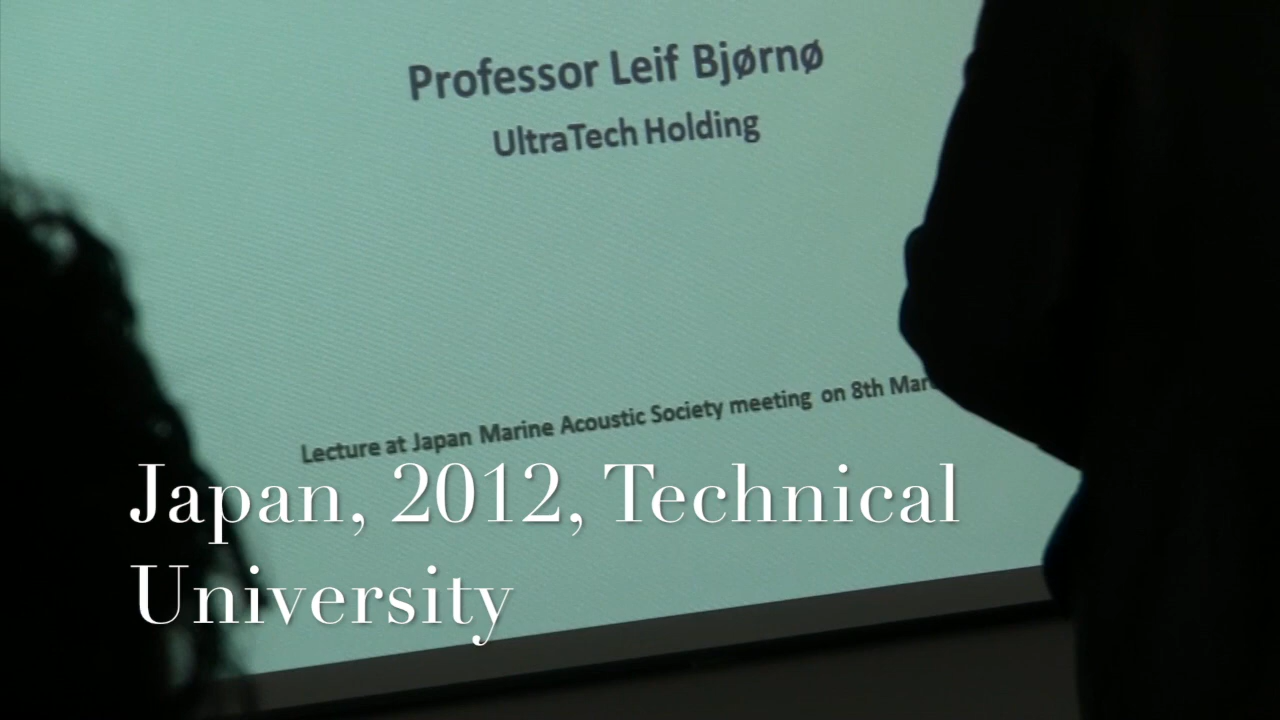 Professor Leif Bjørnø
UltraTech Holding
Lecture at Japan Marine Acoustic Society meeting on 8th
Japan, 2012, Technical
University